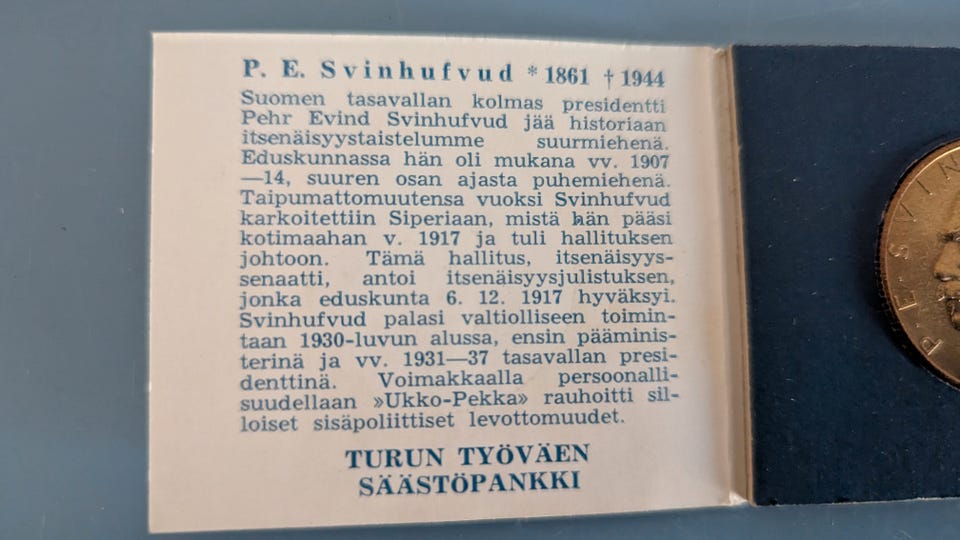 P. E. Svinhufvud * 1861 † 1944
Suomen tasavallan kolmas presidentti
Pehr Evind Svinhufvud jää historiaan
itsenäisyystaistelumme suurmiehenä.
Eduskunnassa hän oli mukana vv. 1907
—14, suuren osan ajasta puhemiehenä.
Taipumattomuutensa vuoksi Svinhufvud
karkoitettiin Siperiaan, mistä hän pääsi
kotimaahan v. 1917 ja tuli hallituksen
johtoon. Tämä hallitus, itsenäisyys-
senaatti, antoi itsenäisyysjulistuksen,
jonka eduskunta 6. 12. 1917 hyväksyi.
Svinhufvud palasi valtiolliseen toimin-
taan 1930-luvun alussa, ensin pääminis-
terinä ja vv. 1931—37 tasavallan presi-
denttinä. Voimakkaalla persoonalli-
suudellaan »Ukko-Pekka» rauhoitti sil-
loiset sisäpoliittiset levottomuudet.
TURUN TYÖVÄEN
SÄÄSTÖPANKKI
P E SVIN